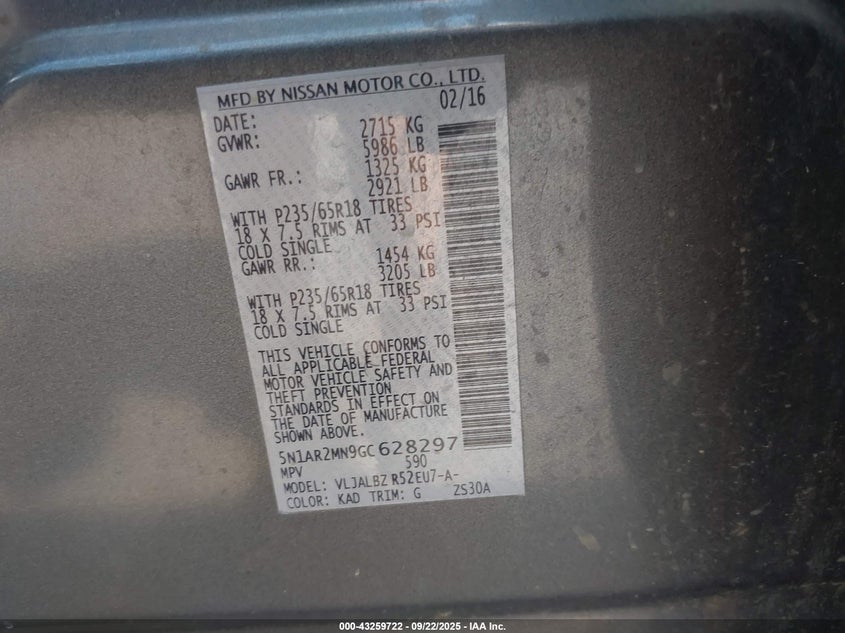 MFD BY NISSAN MOTOR CO., LTD.
DATE: 02/16
GVWR: 2715 KG
5986 LB
GAWR FR.: 1325 KG
2921 LB
WITH P235/65R18 TIRES
18 X 7.5 RIMS AT 33 PSI
COLD SINGLE
GAWR RR.: 1454 KG
3205 LB
WITH P235/65R18 TIRES
18 X 7.5 RIMS AT 33 PSI
COLD SINGLE
THIS VEHICLE CONFORMS TO
ALL APPLICABLE FEDERAL
MOTOR VEHICLE SAFETY AND
THEFT PREVENTION
STANDARDS IN EFFECT ON
THE DATE OF MANUFACTURE
SHOWN ABOVE.
5N1AR2MN9GC628297
MPV 590
MODEL: VLJALBZ R52EU7-A-
COLOR: KAD TRIM: G ZS30A
000-43259722 - 09/22/2025 - IAA Inc.